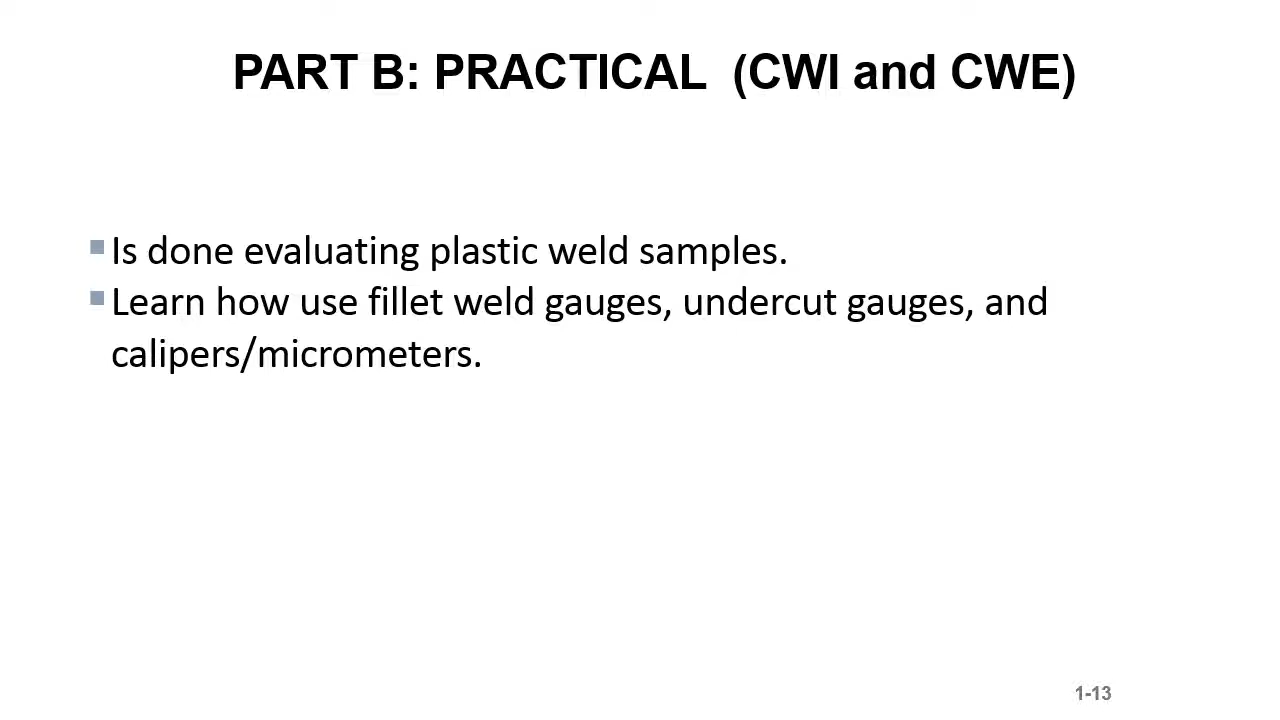 PART B: PRACTICAL (CWI and CWE)
Is done evaluating plastic weld samples.
Learn how use fillet weld gauges, undercut gauges, and
calipers/micrometers.
1-13